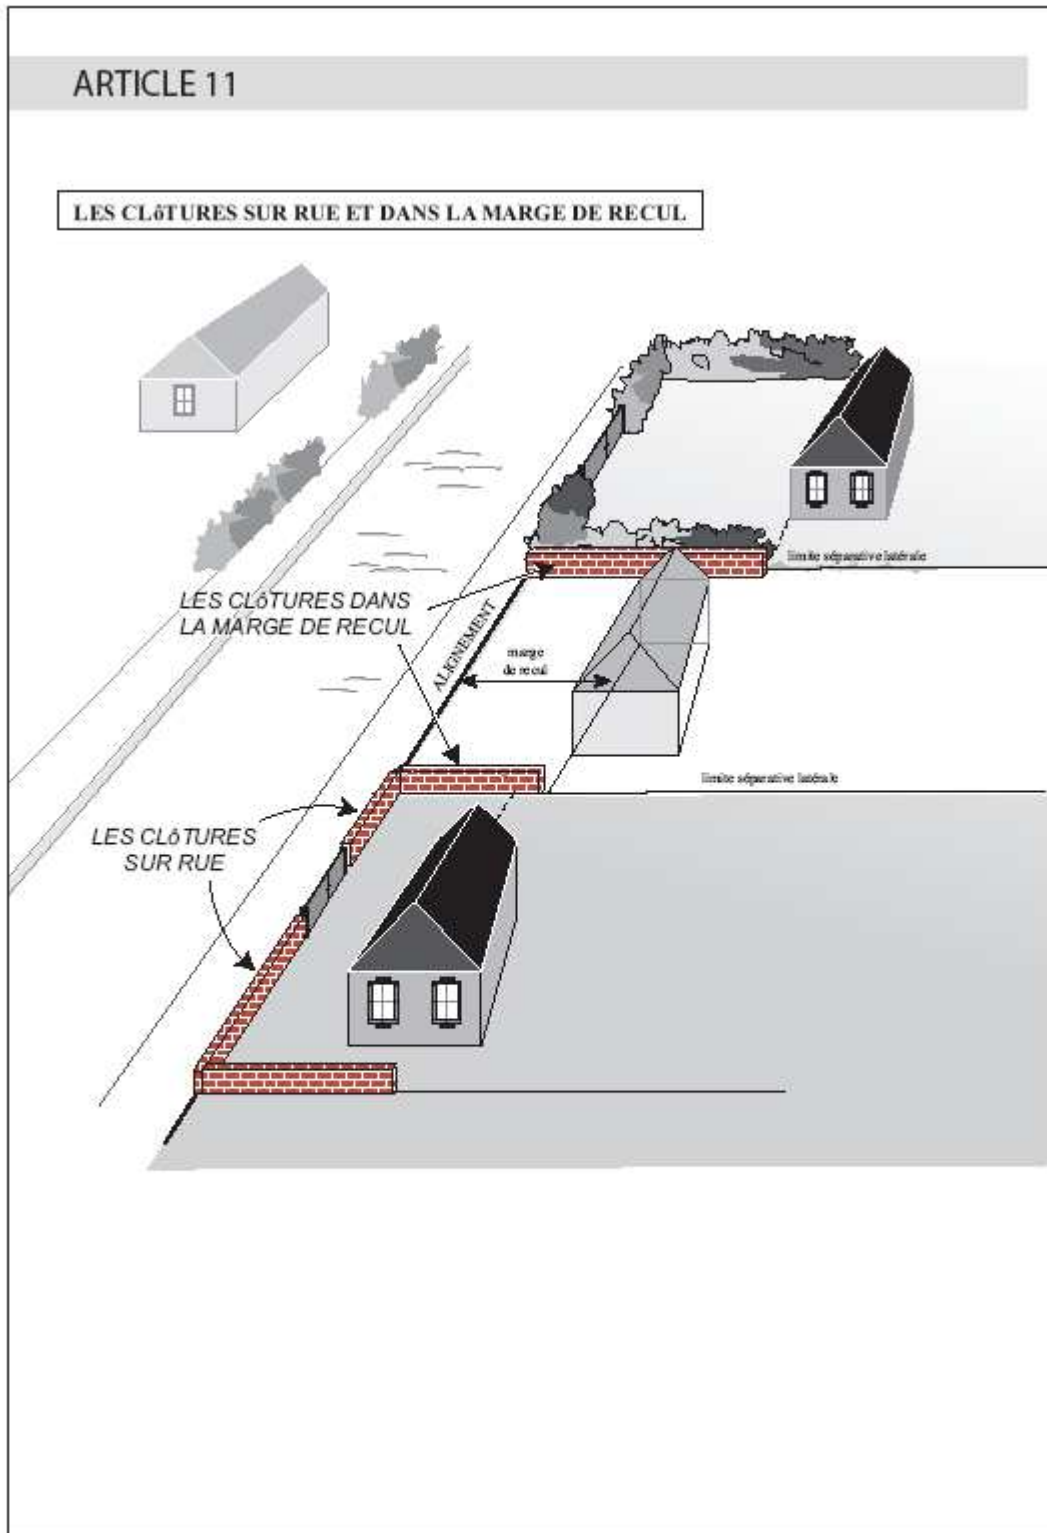 ARTICLE 11
LES CLôTURES SUR RUE ET DANS LA MARGE DE RECUL
limite séparative latérale
LES CLôTURES DANS
LA MARGE DE RECUL
ALIGNEMENT
marge
de recul
limite séparative latérale
LES CLôTURES
SUR RUE